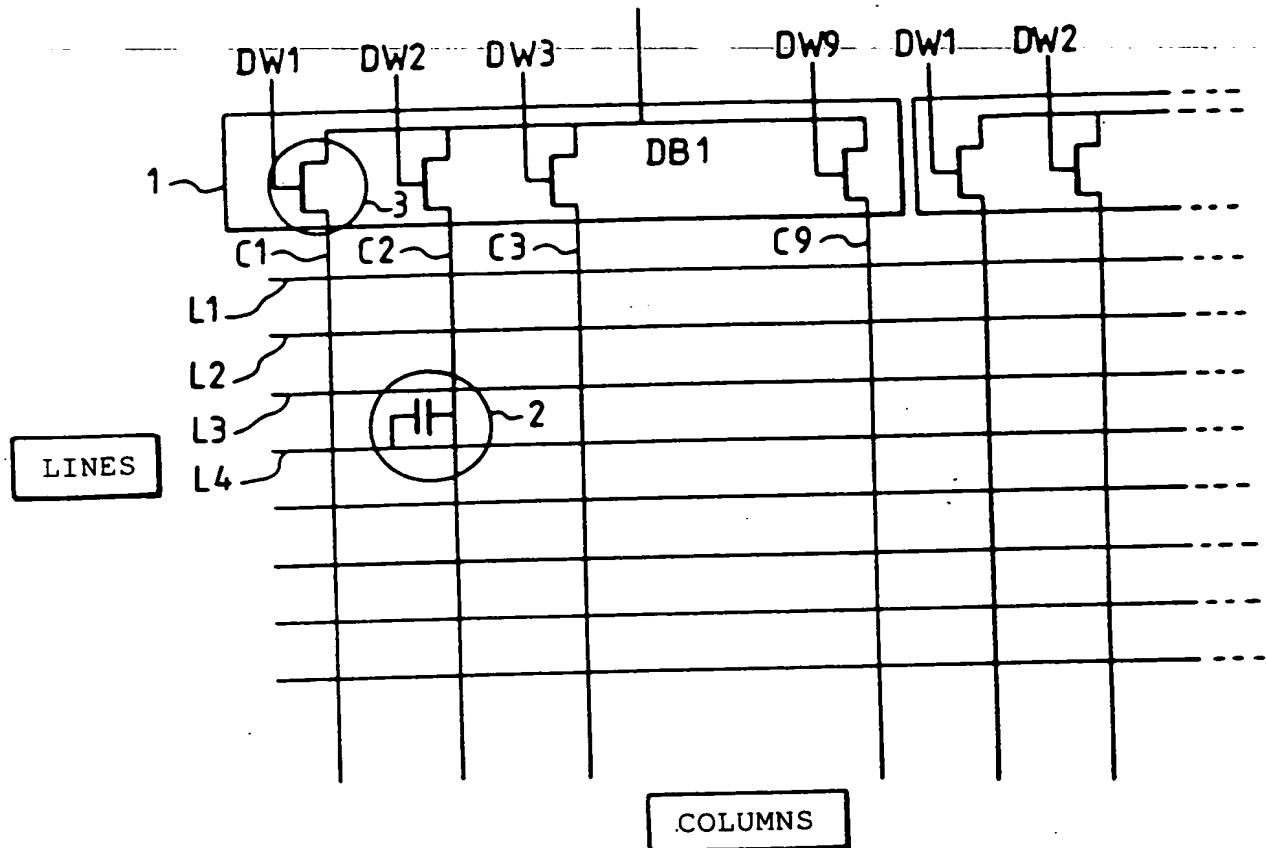 DW1 DW2 DW3 DW9 DW1 DW2
DB1
1
3
C1 C2 C3 C9
L1
L2
L3
2
L4
LINES
COLUMNS